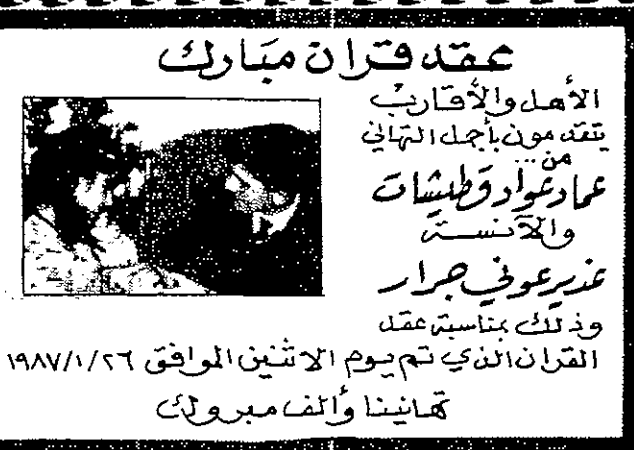 عقد قران مبارك
الأهل والأقارب
يتقدمون بأجمل التهاني
من...
عماد عواد قطيشات
والآنسة
غدير عوني جرار
وذلك بمناسبة عقد
القران الذي تم يوم الاثنين الموافق ١٩٨٧/١/٢٦
تهانينا وألف مبروك